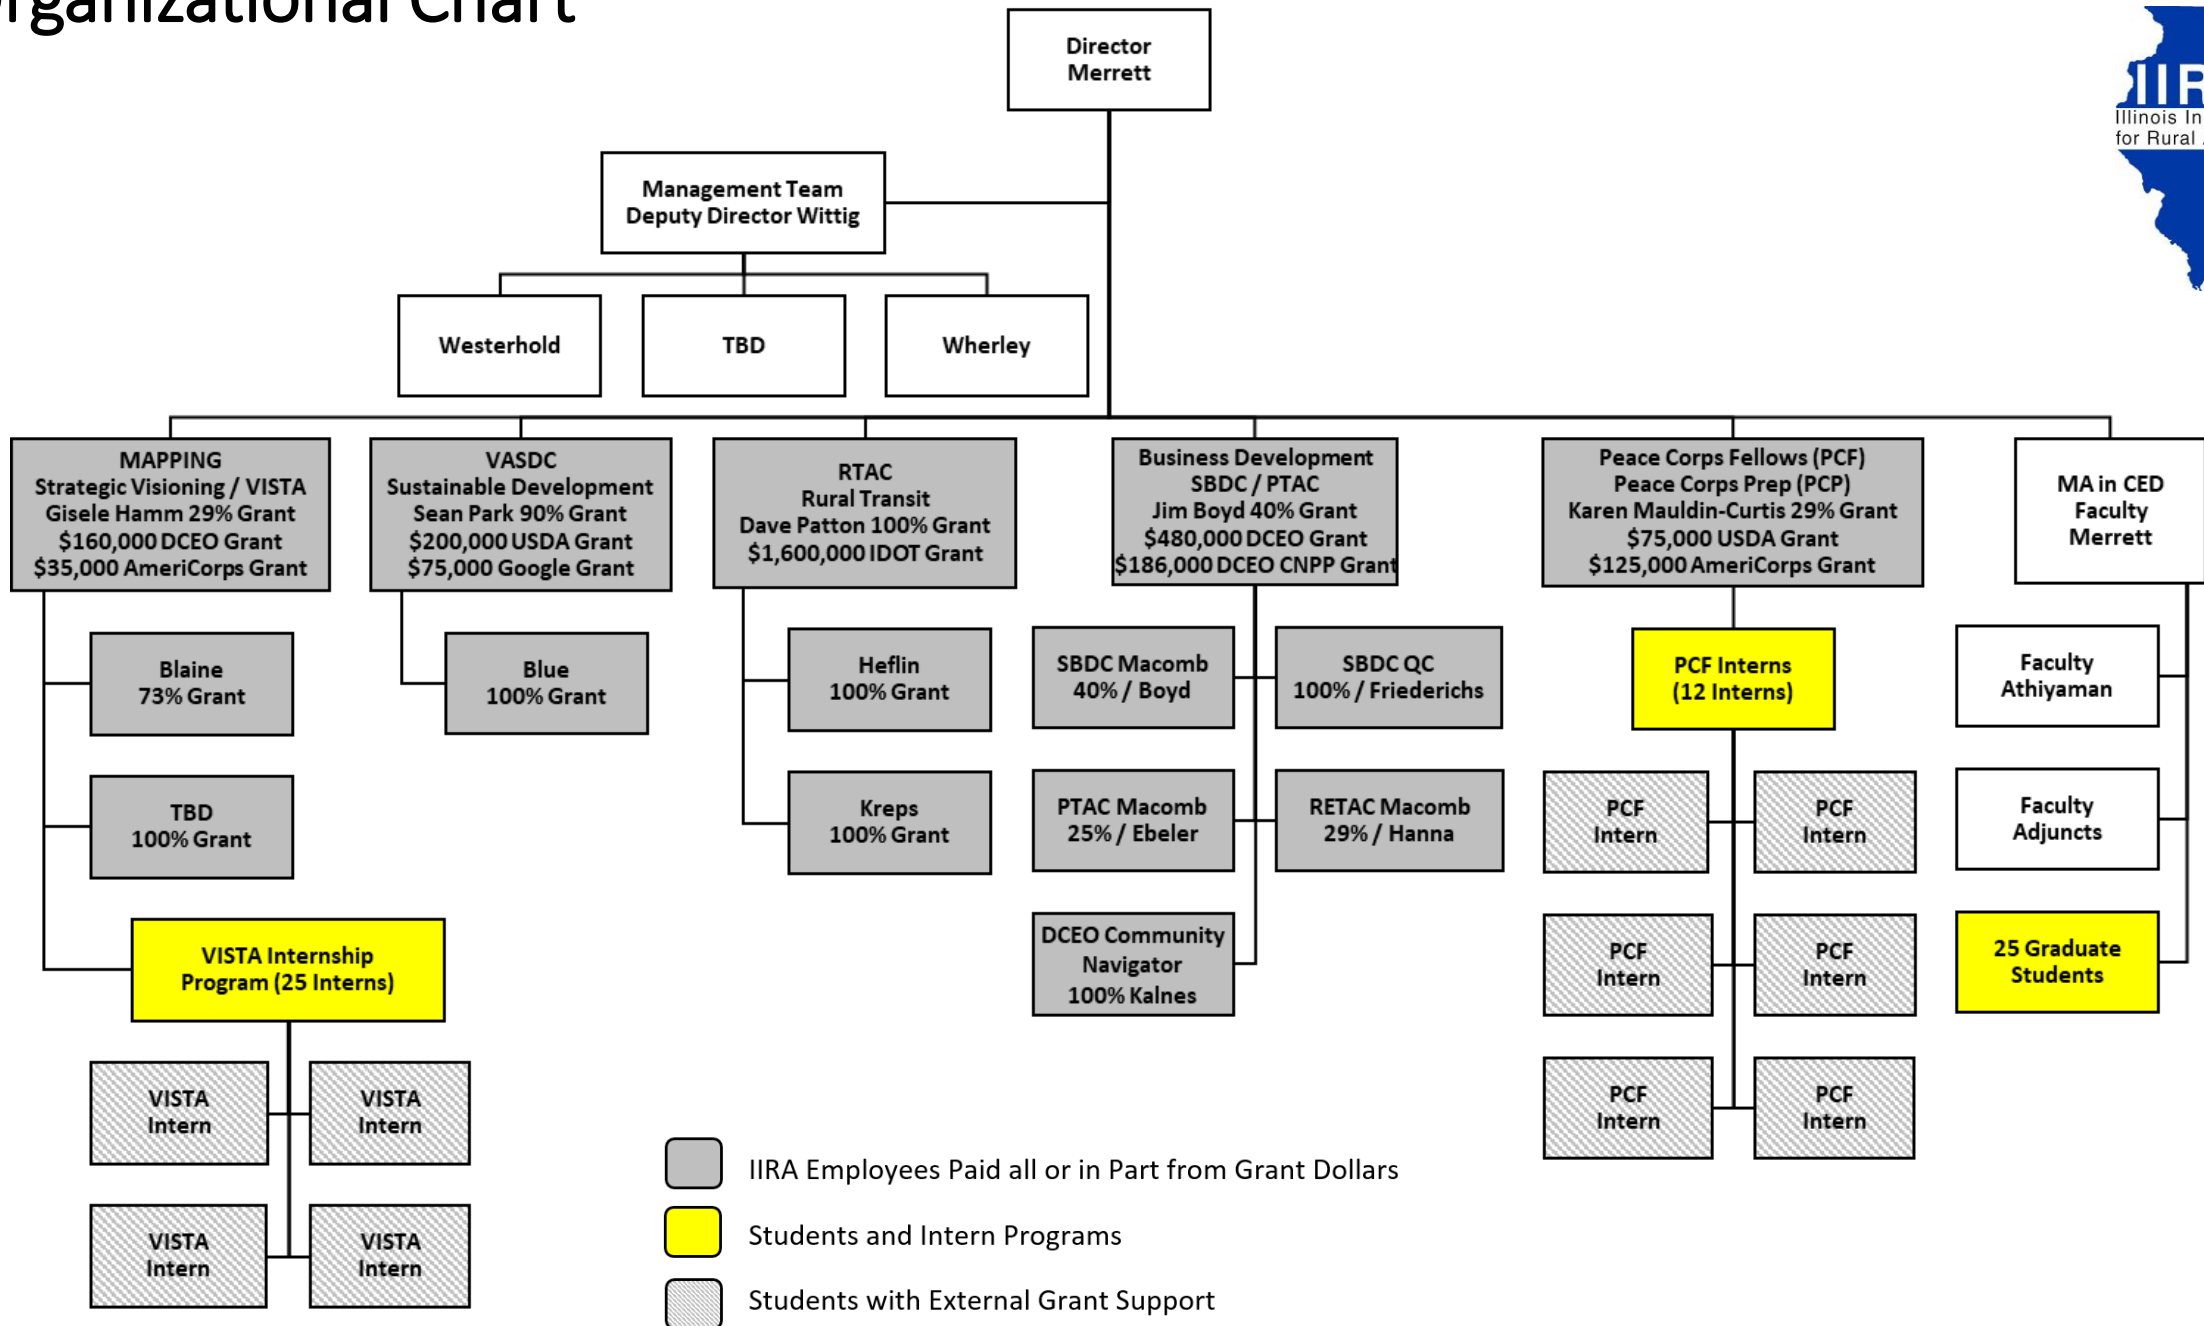 Organizational Chart
Director
Merrett
IIR
Illinois In
for Rural
Management Team
Deputy Director Wittig
Westerhold
TBD
Wherley
MAPPING
Strategic Visioning / VISTA
Gisele Hamm 29% Grant
$160,000 DCEO Grant
$35,000 AmeriCorps Grant
VASDC
Sustainable Development
Sean Park 90% Grant
$200,000 USDA Grant
$75,000 Google Grant
RTAC
Rural Transit
Dave Patton 100% Grant
$1,600,000 IDOT Grant
Business Development
SBDC / PTAC
Jim Boyd 40% Grant
$480,000 DCEO Grant
$186,000 DCEO CNPP Grant
Peace Corps Fellows (PCF)
Peace Corps Prep (PCP)
Karen Mauldin-Curtis 29% Grant
$75,000 USDA Grant
$125,000 AmeriCorps Grant
MA in CED
Faculty
Merrett
Blaine
73% Grant
TBD
100% Grant
VISTA Internship
Program (25 Interns)
VISTA
Intern
VISTA
Intern
VISTA
Intern
VISTA
Intern
Blue
100% Grant
Heflin
100% Grant
Kreps
100% Grant
SBDC Macomb
40% / Boyd
SBDC QC
100% / Friederichs
PTAC Macomb
25% / Ebeler
RETAC Macomb
29% / Hanna
DCEO Community
Navigator
100% Kalnes
PCF Interns
(12 Interns)
PCF
Intern
PCF
Intern
PCF
Intern
PCF
Intern
PCF
Intern
PCF
Intern
Faculty
Athiyaman
Faculty
Adjuncts
25 Graduate
Students
IIRA Employees Paid all or in Part from Grant Dollars
Students and Intern Programs
Students with External Grant Support